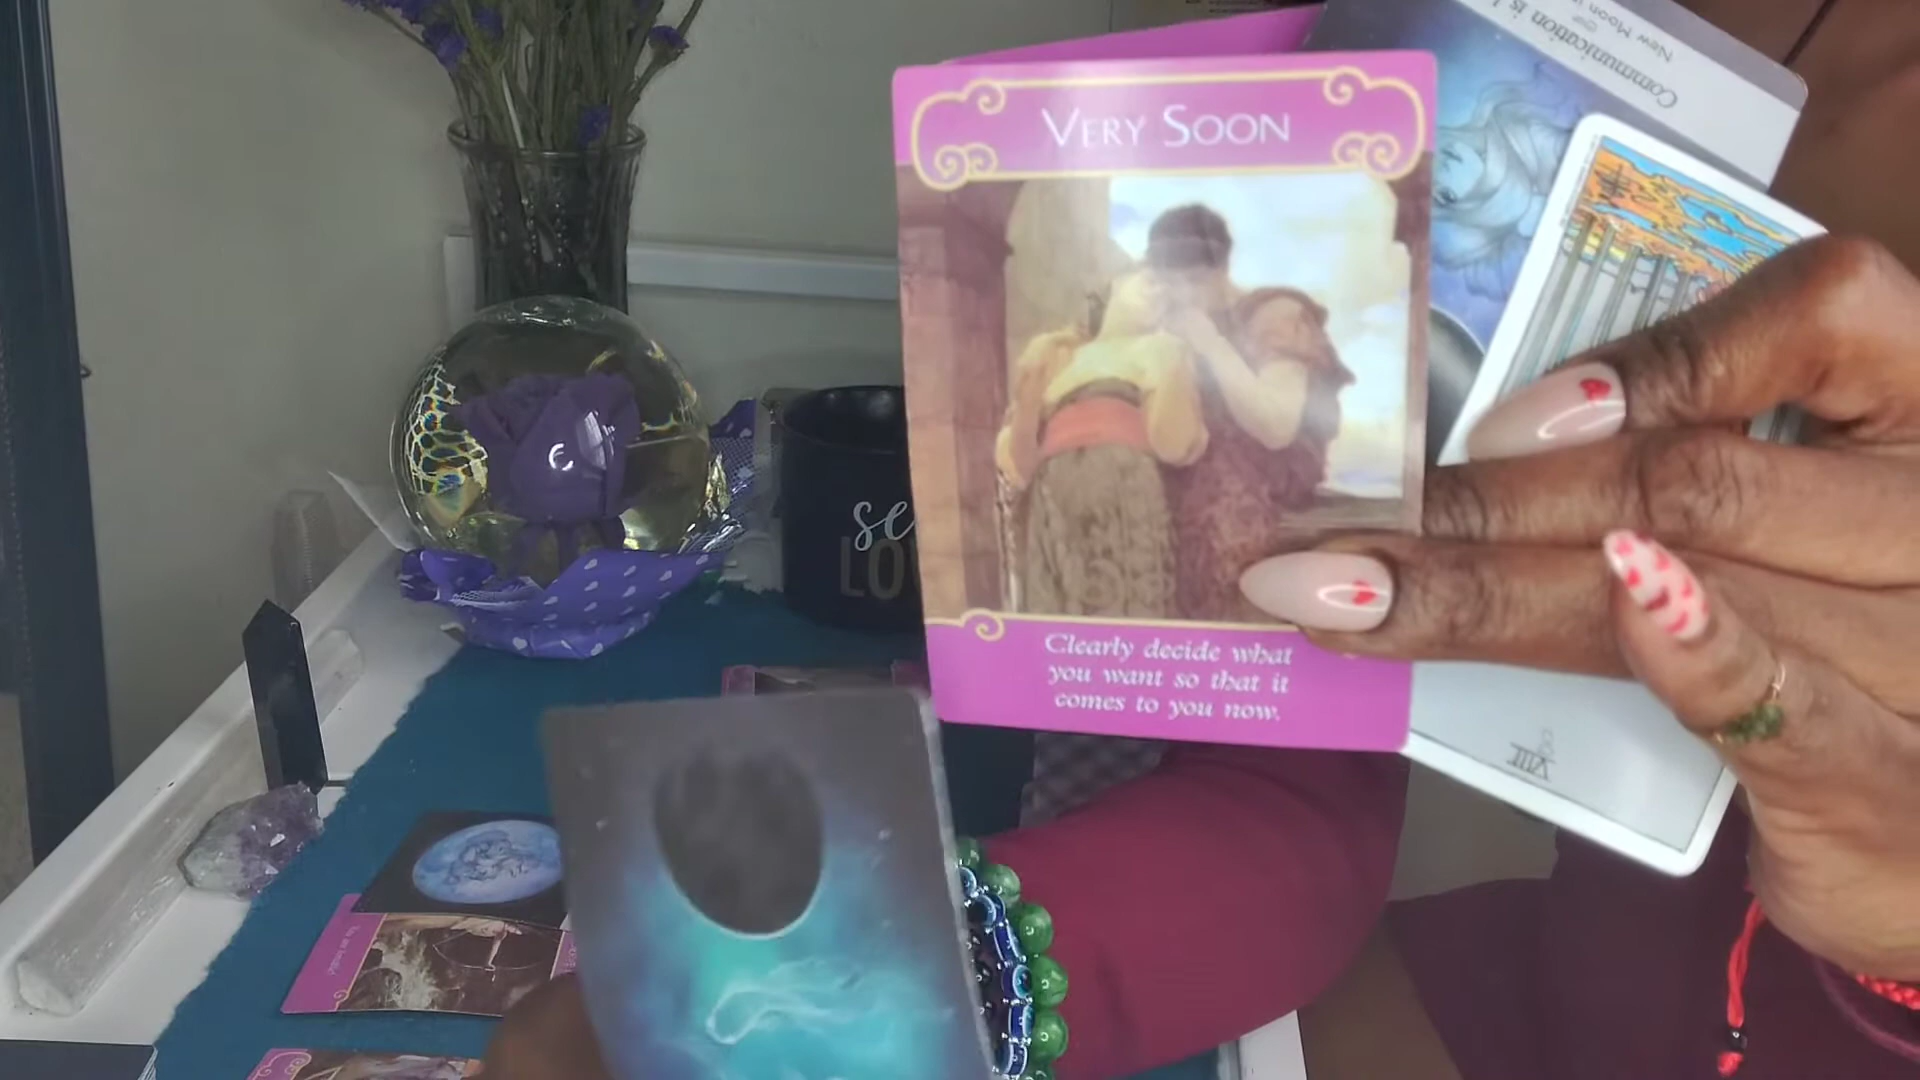 VERY SOON
Clearly decide what
you want so that it
comes to you now.
Communication is
New Moon
VIII
se
LO